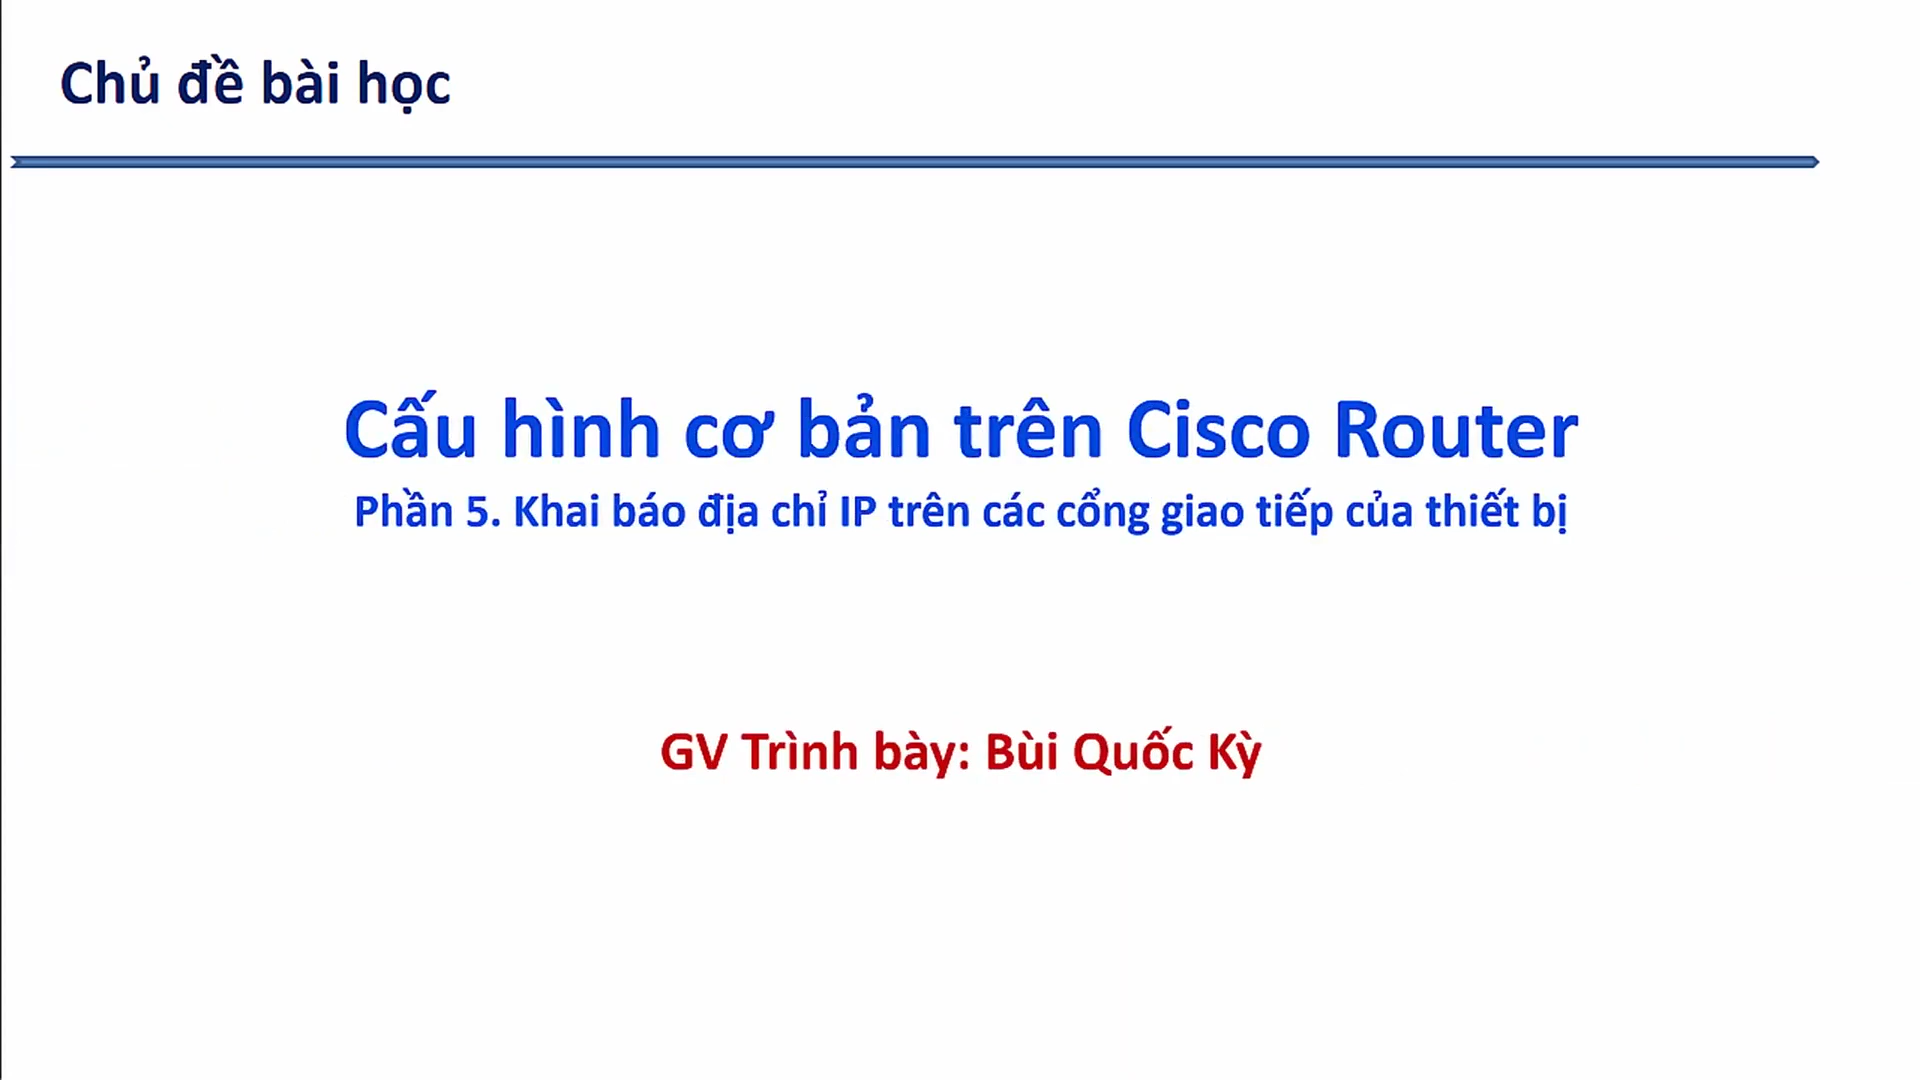 Chủ đề bài học
Cấu hình cơ bản trên Cisco Router
Phần 5. Khai báo địa chỉ IP trên các cổng giao tiếp của thiết bị
GV Trình bày: Bùi Quốc Kỳ